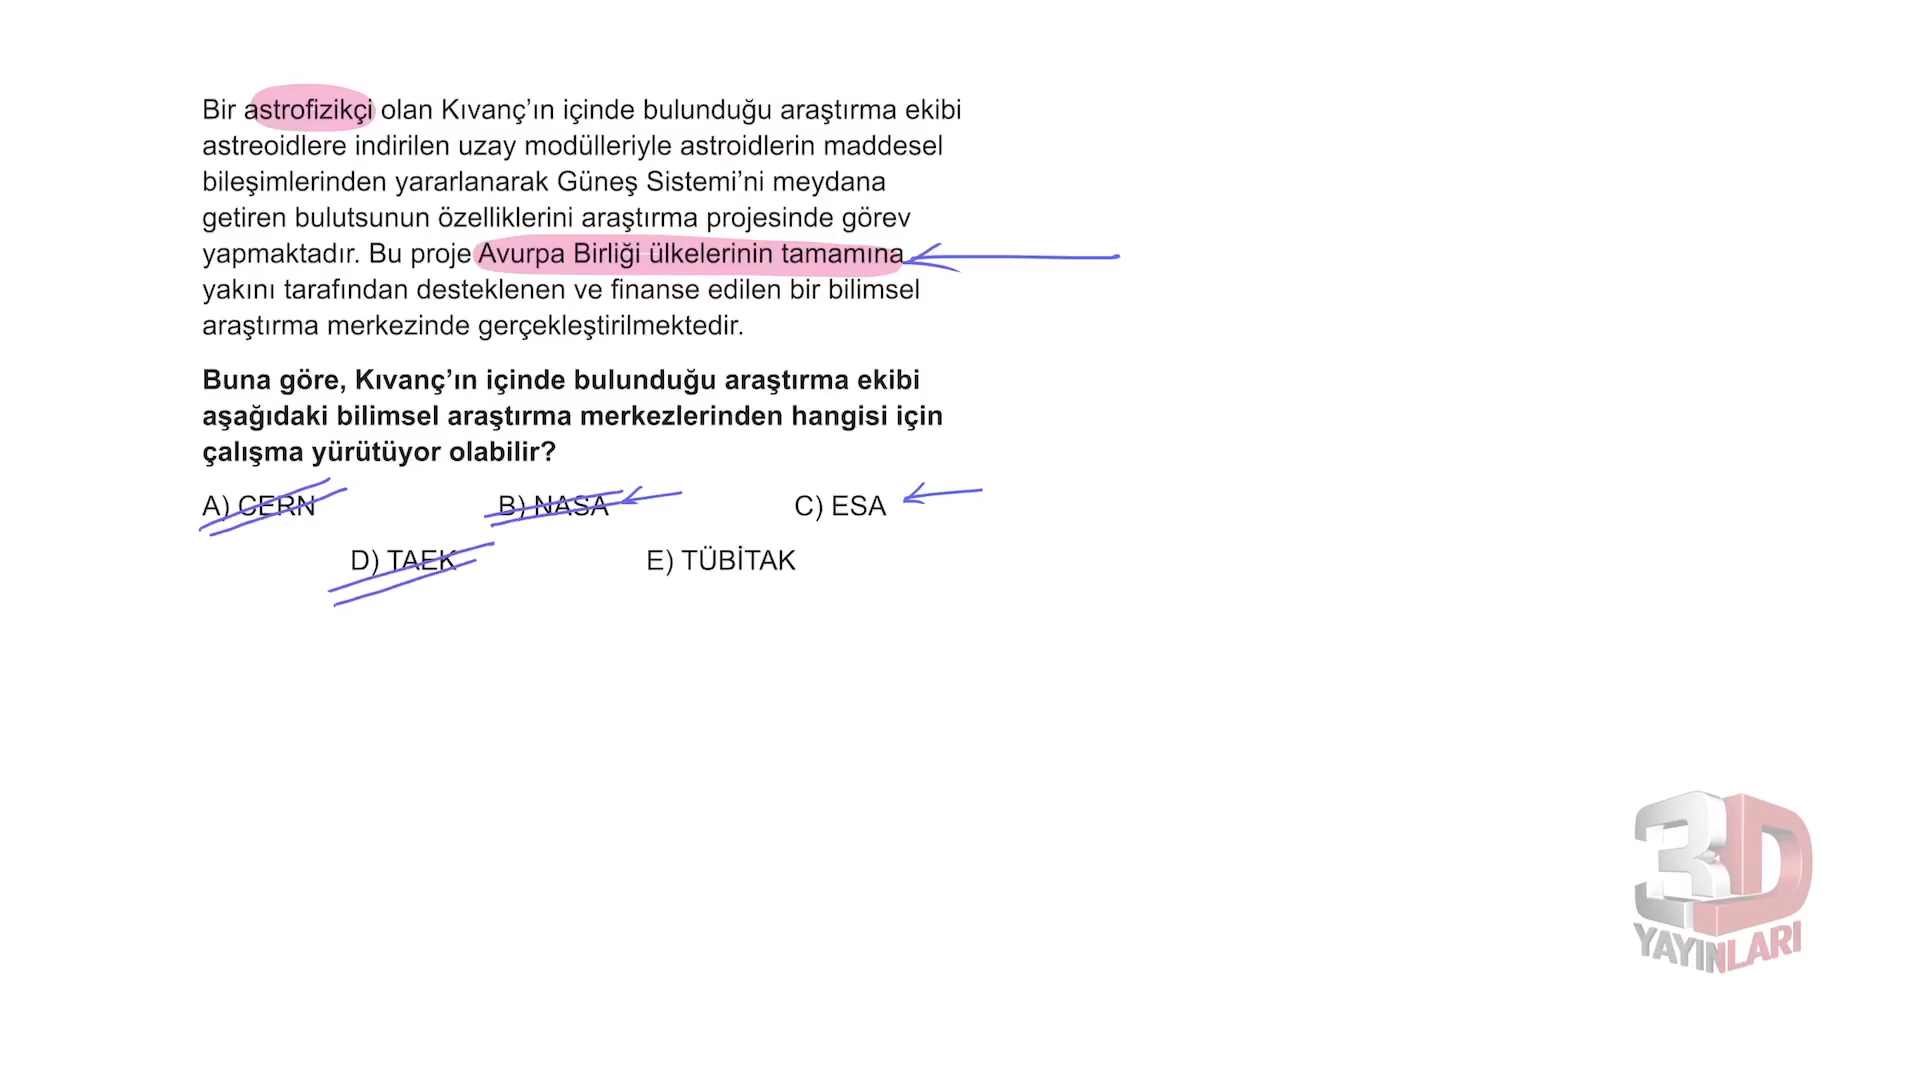 Bir astrofizikçi olan Kıvanç’ın içinde bulunduğu araştırma ekibi
astreoidlere indirilen uzay modülleriyle astroidlerin maddesel
bileşimlerinden yararlanarak Güneş Sistemi’ni meydana
getiren bulutsunun özelliklerini araştırma projesinde görev
yapmaktadır. Bu proje Avurpa Birliği ülkelerinin tamamına
yakını tarafından desteklenen ve finanse edilen bir bilimsel
araştırma merkezinde gerçekleştirilmektedir.
Buna göre, Kıvanç’ın içinde bulunduğu araştırma ekibi
aşağıdaki bilimsel araştırma merkezlerinden hangisi için
çalışma yürütüyor olabilir?
A) CERN B) NASA C) ESA
D) TAEK E) TÜBİTAK
3D
YAYINLARI